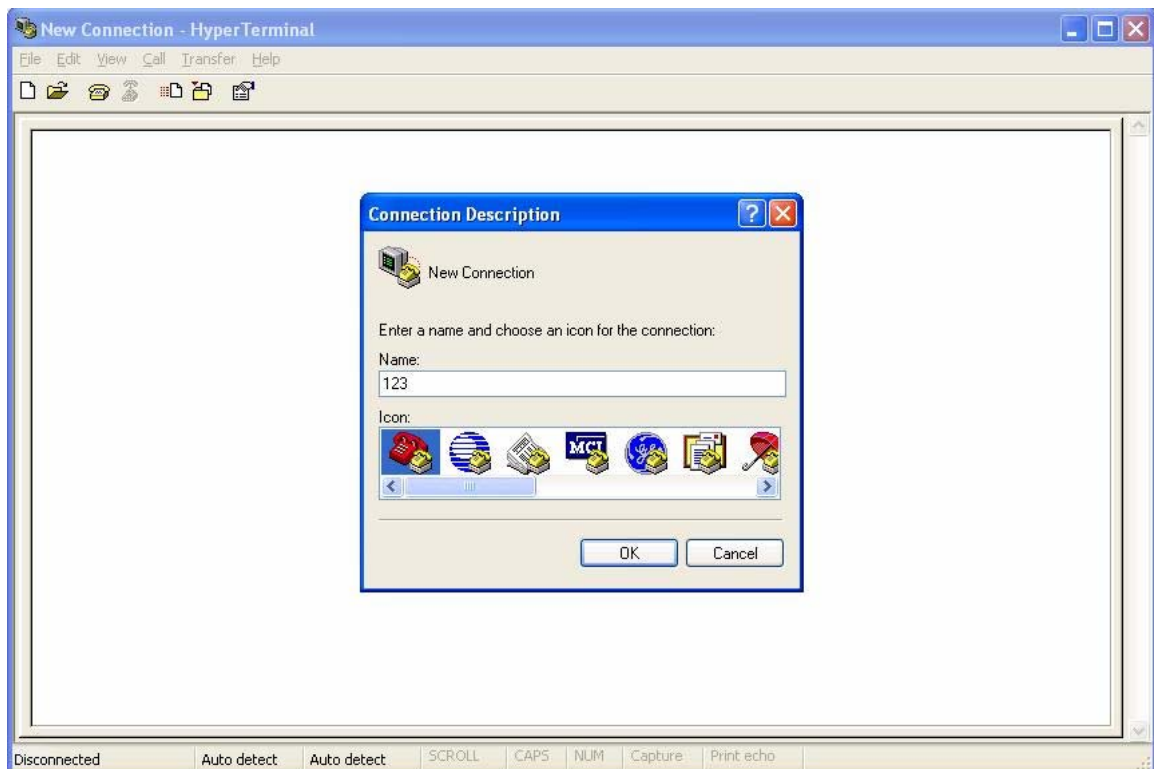 New Connection - HyperTerminal
File Edit View Call Transfer Help
Connection Description
New Connection
Enter a name and choose an icon for the connection:
Name:
123
Icon:
MCI
OK Cancel
Disconnected Auto detect Auto detect SCROLL CAPS NUM Capture Print echo